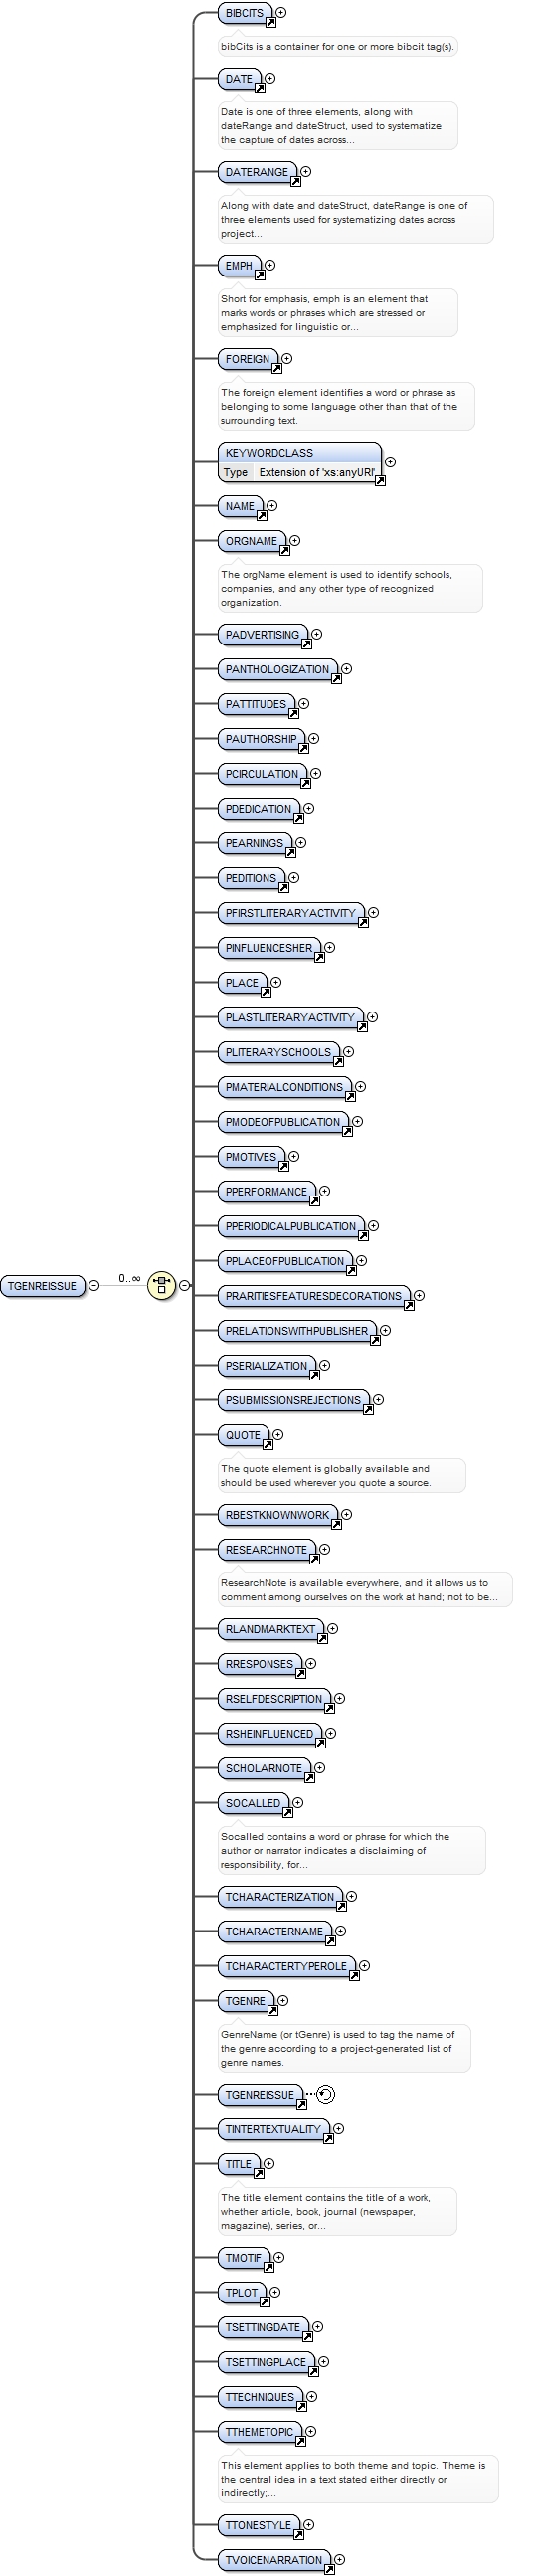 BIBCITS
bibCits is a container for one or more bibcit tag(s).
DATE
Date is one of three elements, along with
dateRange and dateStruct, used to systematize
the capture of dates across...
DATERANGE
Along with date and dateStruct, dateRange is one of
three elements used for systematizing dates across
project...
EMPH
Short for emphasis, emph is an element that
marks words or phrases which are stressed or
emphasized for linguistic or...
FOREIGN
The foreign element identifies a word or phrase as
belonging to some language other than that of the
surrounding text.
KEYWORDCLASS
Type Extension of 'xs:anyURI'
NAME
ORGNAME
The orgName element is used to identify schools,
companies, and any other type of recognized
organization.
PADVERTISING
PANTHOLOGIZATION
PATTITUDES
PAUTHORSHIP
PCIRCULATION
PDEDICATION
PEARNINGS
PEDITIONS
PFIRSTLITERARYACTIVITY
PINFLUENCESHER
PLACE
PLASTLITERARYACTIVITY
PLITERARYSCHOOLS
PMATERIALCONDITIONS
PMODEOFPUBLICATION
PMOTIVES
PPERFORMANCE
PPERIODICALPUBLICATION
PPLACEOFPUBLICATION
TGENREISSUE 0..∞
PRARITIESFEATURESDECORATIONS
PRELATIONSWITHPUBLISHER
PSERIALIZATION
PSUBMISSIONSREJECTIONS
QUOTE
The quote element is globally available and
should be used wherever you quote a source.
RBESTKNOWNWORK
RESEARCHNOTE
ResearchNote is available everywhere, and it allows us to
comment among ourselves on the work at hand; not to be...
RLANDMARKTEXT
RRESPONSES
RSELFDESCRIPTION
RSHEINFLUENCED
SCHOLARNOTE
SOCALLED
Socalled contains a word or phrase for which the
author or narrator indicates a disclaiming of
responsibility, for...
TCHARACTERIZATION
TCHARACTERNAME
TCHARACTERTYPEROLE
TGENRE
GenreName (or tGenre) is used to tag the name of
the genre according to a project-generated list of
genre names.
TGENREISSUE
TINTERTEXTUALITY
TITLE
The title element contains the title of a work,
whether article, book, journal (newspaper,
magazine), series, or...
TMOTIF
TPLOT
TSETTINGDATE
TSETTINGPLACE
TTECHNIQUES
TTHEMETOPIC
This element applies to both theme and topic. Theme is
the central idea in a text stated either directly or
indirectly;...
TTONESTYLE
TVOICENARRATION